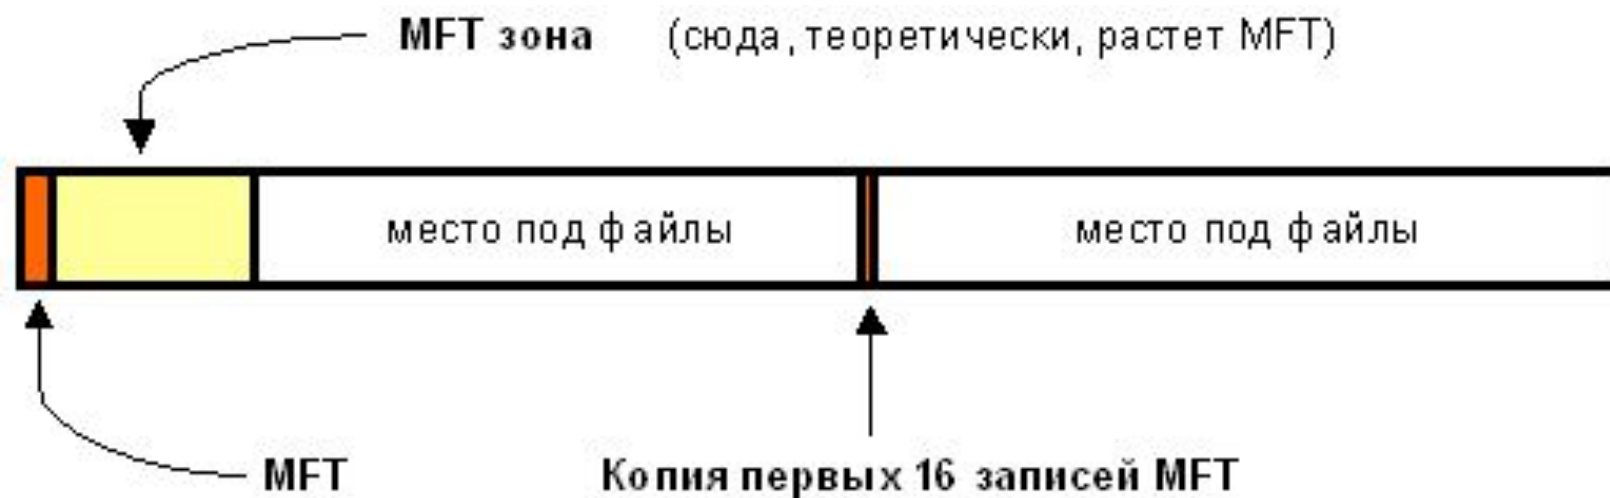 MFT зона (сюда, теоретически, растет MFT)
место под файлы место под файлы
MFT Копия первых 16 записей MFT